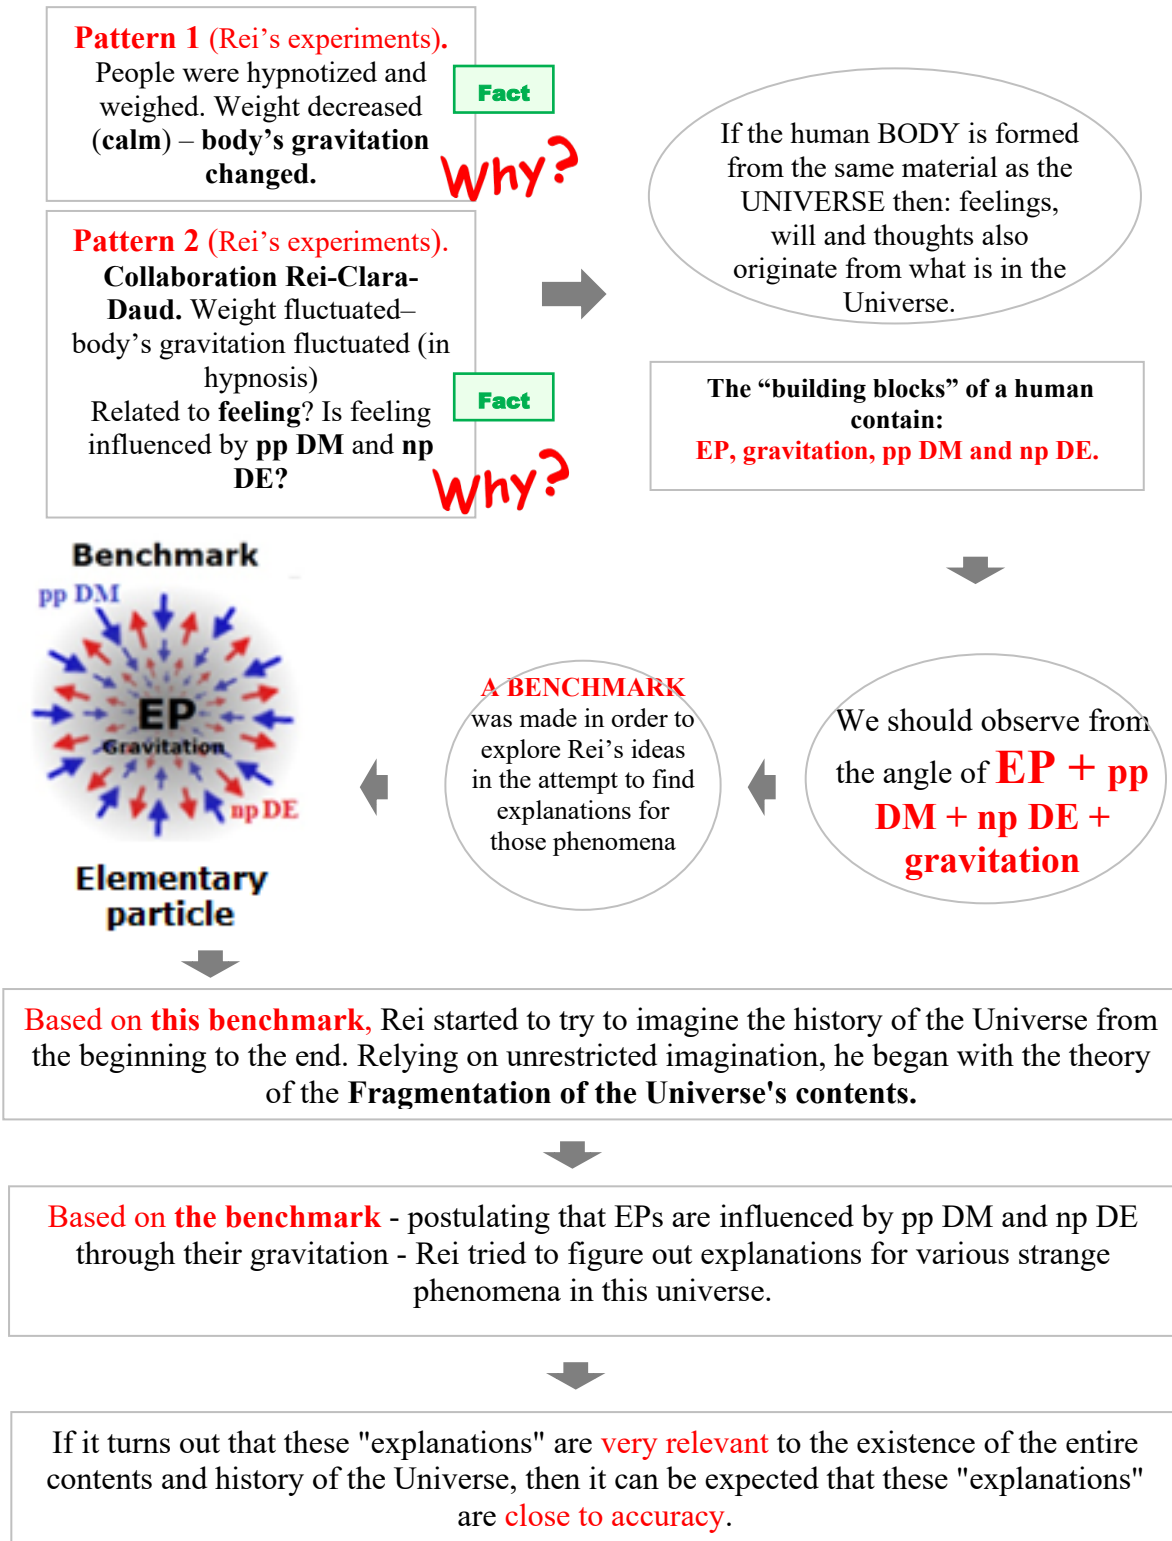 Pattern 1 (Rei's experiments).
People were hypnotized and
weighed. Weight decreased
(calm) – body's gravitation
changed.
Fact
Why?
Pattern 2 (Rei's experiments).
Collaboration Rei-Clara-
Daud. Weight fluctuated–
body's gravitation fluctuated (in
hypnosis)
Related to feeling? Is feeling
influenced by pp DM and np
DE?
Fact
Why?
If the human BODY is formed
from the same material as the
UNIVERSE then: feelings,
will and thoughts also
originate from what is in the
Universe.
The “building blocks” of a human
contain:
EP, gravitation, pp DM and np DE.
We should observe from
the angle of EP + pp
DM + np DE +
gravitation
A BENCHMARK
was made in order to
explore Rei's ideas
in the attempt to find
explanations for
those phenomena
Benchmark
pp DM
EP
Gravitation
np DE
Elementary
particle
Based on this benchmark, Rei started to try to imagine the history of the Universe from
the beginning to the end. Relying on unrestricted imagination, he began with the theory
of the Fragmentation of the Universe's contents.
Based on the benchmark - postulating that EPs are influenced by pp DM and np DE
through their gravitation - Rei tried to figure out explanations for various strange
phenomena in this universe.
If it turns out that these "explanations" are very relevant to the existence of the entire
contents and history of the Universe, then it can be expected that these "explanations"
are close to accuracy.